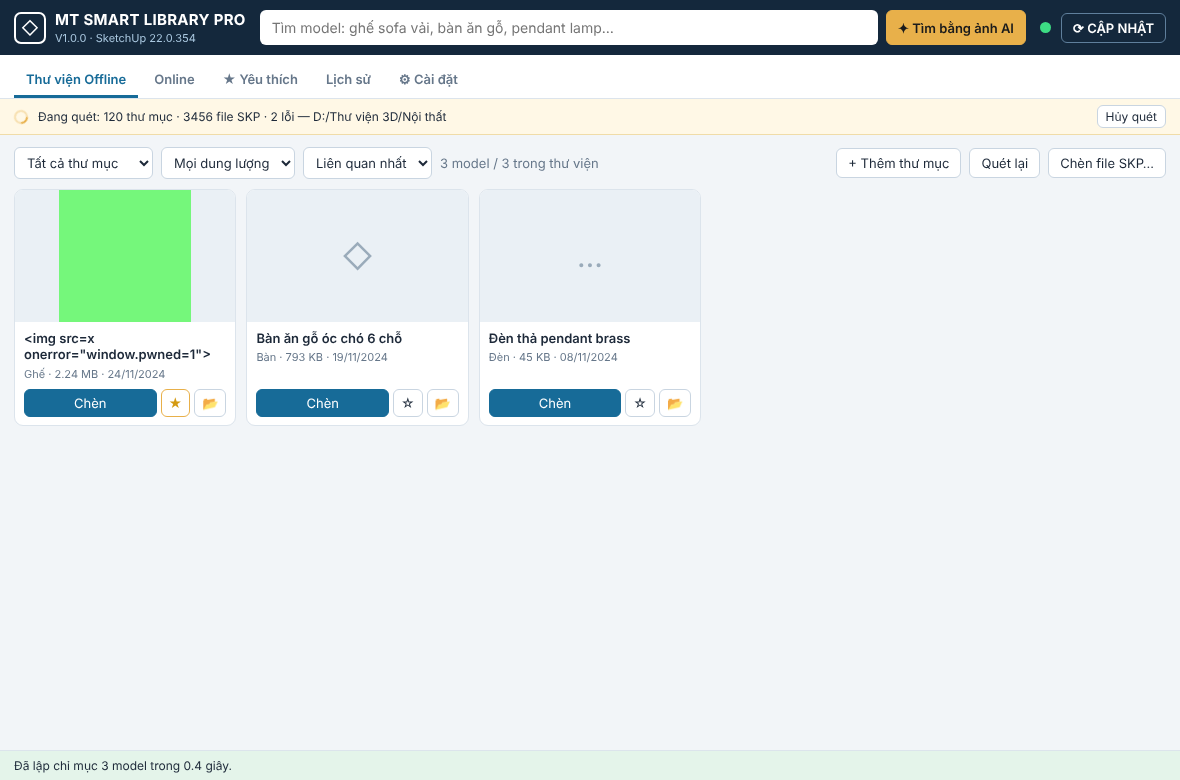 MT SMART LIBRARY PRO
V1.0.0 · SketchUp 22.0.354
Tìm model: ghế sofa vải, bàn ăn gỗ, pendant lamp...
✦ Tìm bằng ảnh AI
⟳ CẬP NHẬT
Thư viện Offline
Online
★ Yêu thích
Lịch sử
⚙ Cài đặt
Đang quét: 120 thư mục · 3456 file SKP · 2 lỗi — D:/Thư viện 3D/Nội thất
Hủy quét
Tất cả thư mục
Mọi dung lượng
Liên quan nhất
3 model / 3 trong thư viện
+ Thêm thư mục
Quét lại
Chèn file SKP...
<img src=x
onerror="window.pwned=1">
Ghế · 2.24 MB · 24/11/2024
Chèn
Bàn ăn gỗ óc chó 6 chỗ
Bàn · 793 KB · 19/11/2024
Chèn
...
Đèn thả pendant brass
Đèn · 45 KB · 08/11/2024
Chèn
Đã lập chỉ mục 3 model trong 0.4 giây.